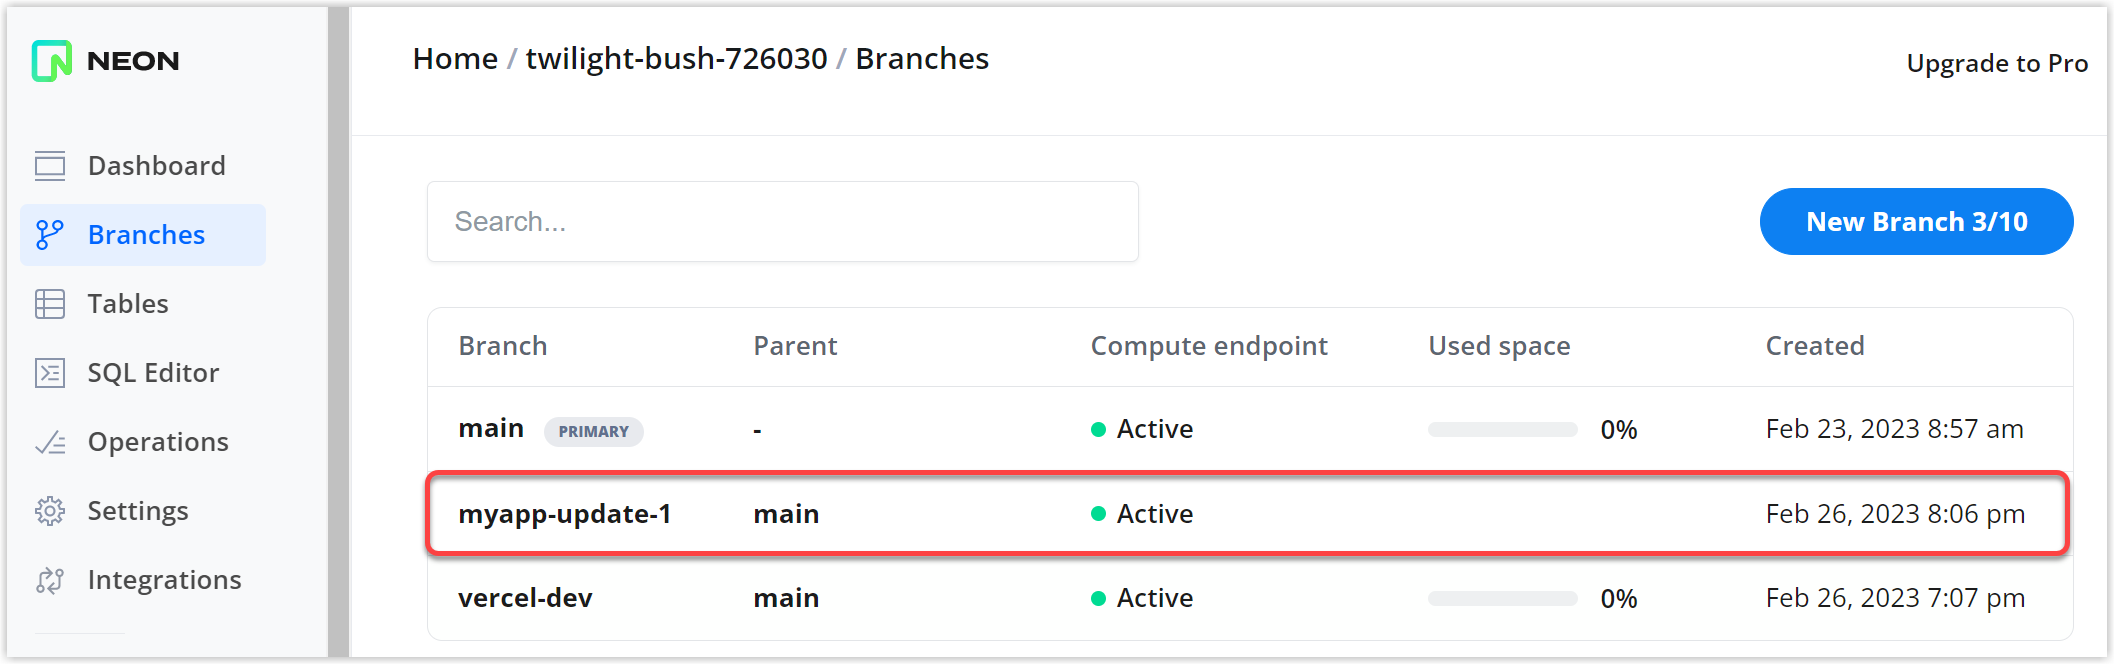 NEON
Home / twilight-bush-726030 / Branches
Upgrade to Pro
Dashboard
Branches
Tables
SQL Editor
Operations
Settings
Integrations
Search...
New Branch 3/10
Branch Parent Compute endpoint Used space Created
main PRIMARY - Active 0% Feb 23, 2023 8:57 am
myapp-update-1 main Active Feb 26, 2023 8:06 pm
vercel-dev main Active 0% Feb 26, 2023 7:07 pm